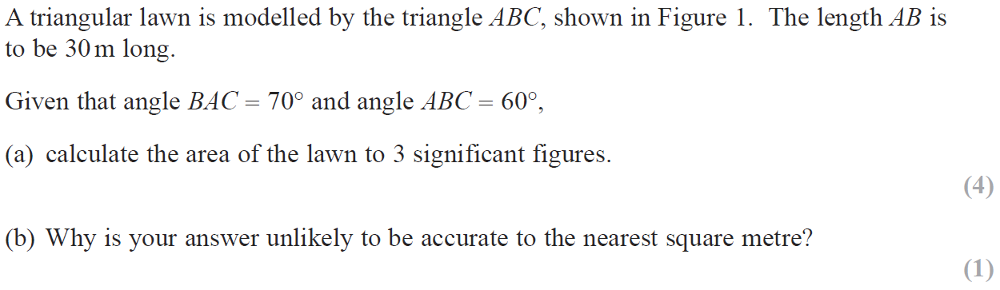 A triangular lawn is modelled by the triangle ABC, shown in Figure 1. The length AB is
to be 30 m long.
Given that angle BAC = 70° and angle ABC = 60°,
(a) calculate the area of the lawn to 3 significant figures.
(4)
(b) Why is your answer unlikely to be accurate to the nearest square metre?
(1)